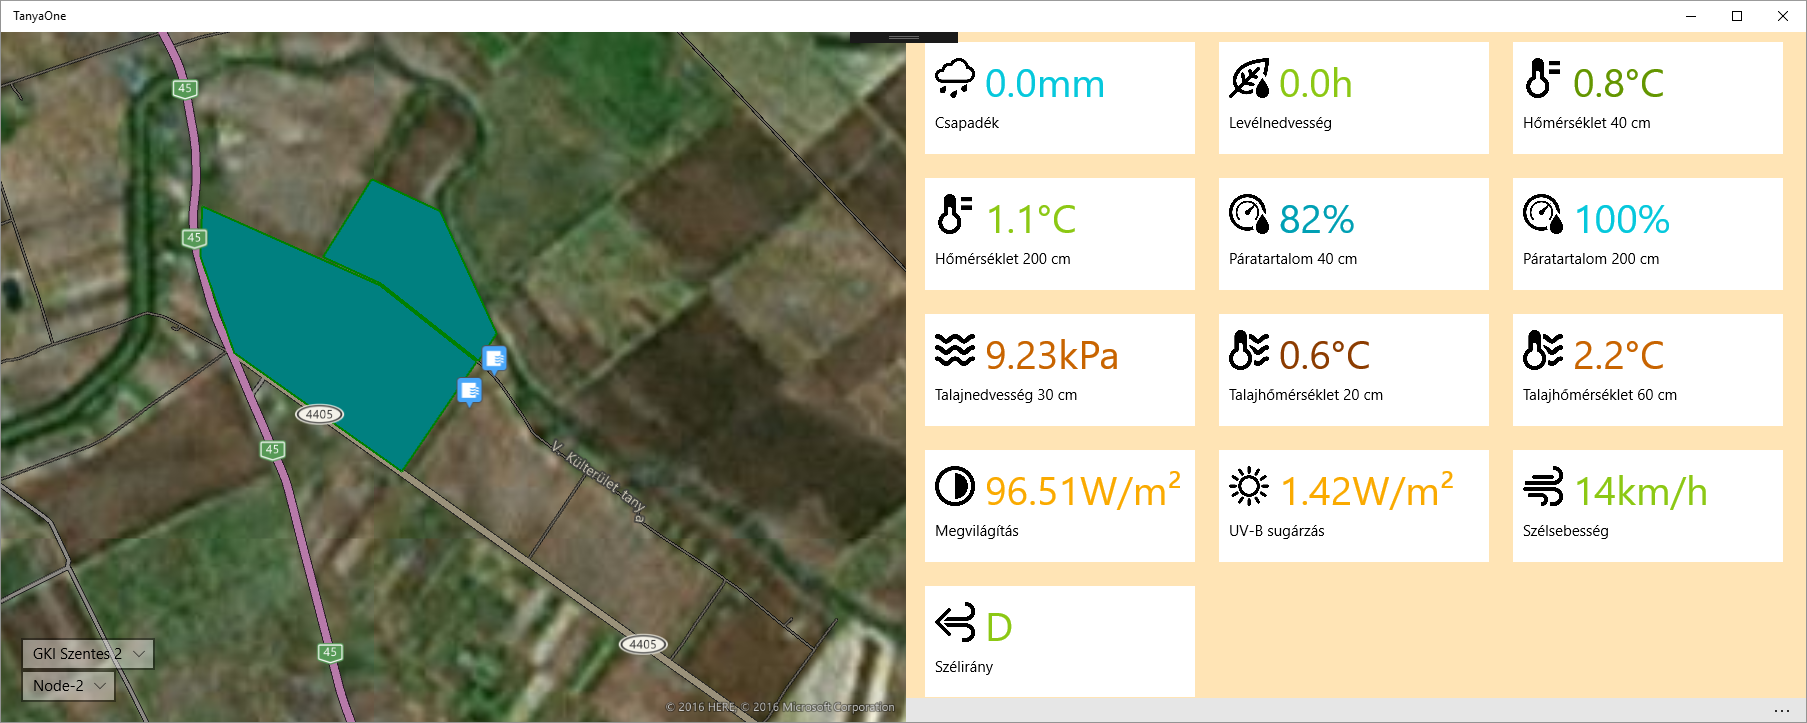 TanyaOne
45
45
4405
45
V. Külterület tany
a
4405
45
GKI Szentes 2
Node-2
© 2016 HERE, © 2016 Microsoft Corporation
0.0mm
Csapadék
0.0h
Levélnedvesség
0.8°C
Hőmérséklet 40 cm
1.1°C
Hőmérséklet 200 cm
82%
Páratartalom 40 cm
100%
Páratartalom 200 cm
9.23kPa
Talajnedvesség 30 cm
0.6°C
Talajhőmérséklet 20 cm
2.2°C
Talajhőmérséklet 60 cm
96.51W/m²
Megvilágítás
1.42W/m²
UV-B sugárzás
14km/h
Szélsebesség
D
Szélirány